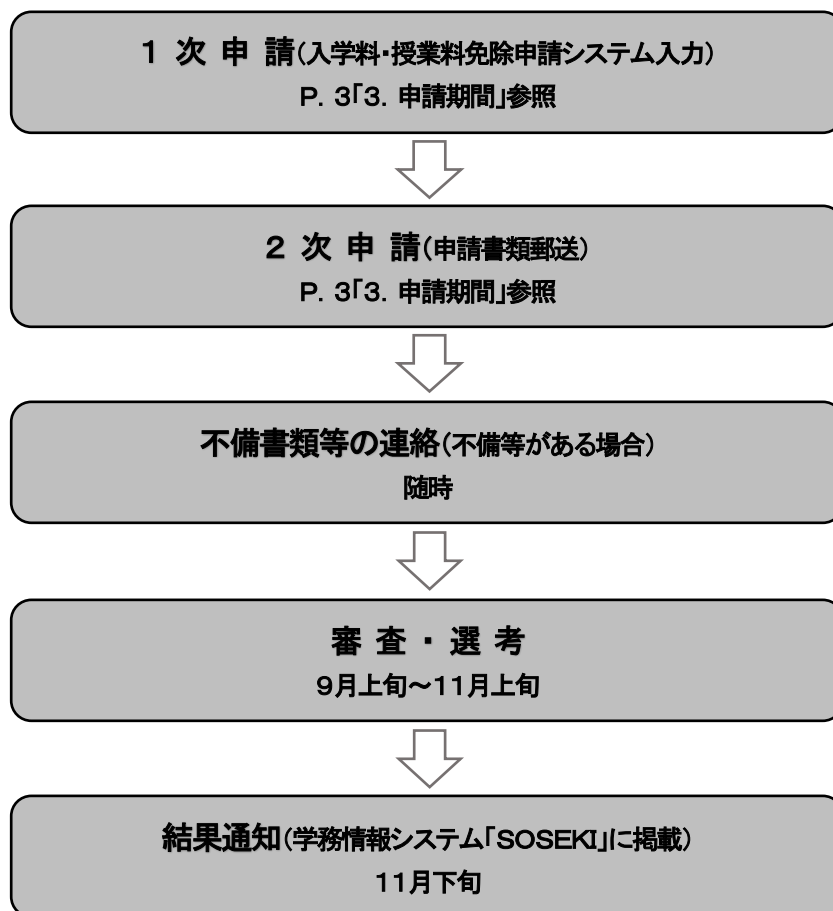 １ 次 申 請（入学料・授業料免除申請システム入力）
Ｐ．３「３．申請期間」参照
２ 次 申 請（申請書類郵送）
Ｐ．３「３．申請期間」参照
不備書類等の連絡（不備等がある場合）
随時
審 査 ・ 選 考
９月上旬～１１月上旬
結果通知（学務情報システム「ＳＯＳＥＫＩ」に掲載）
１１月下旬